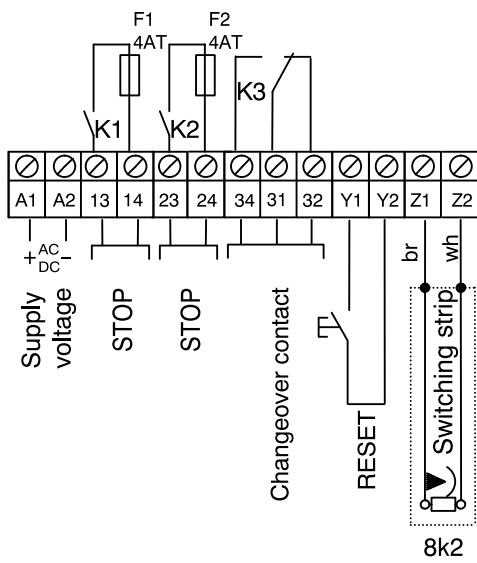 F1 F2
4AT 4AT
K1 K2 K3
A1 A2 13 14 23 24 34 31 32 Y1 Y2 Z1 Z2
+ AC DC -
Supply voltage
STOP
STOP
Changeover contact
RESET
br
wh
Switching strip
8k2